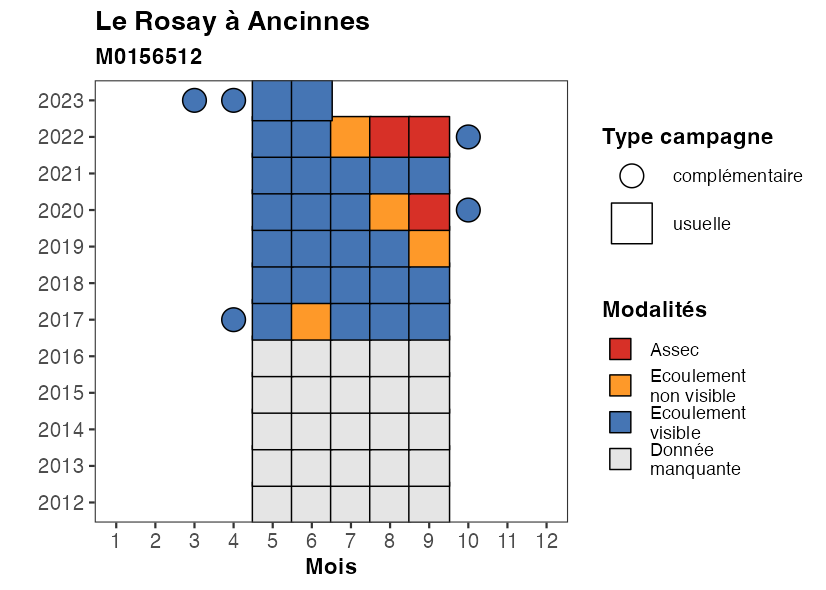 Le Rosay à Ancinnes
M0156512
2023
2022
2021
2020
2019
2018
2017
2016
2015
2014
2013
2012
1 2 3 4 5 6 7 8 9 10 11 12
Mois
Type campagne
complémentaire
usuelle
Modalités
Assec
Ecoulement
non visible
Ecoulement
visible
Donnée
manquante